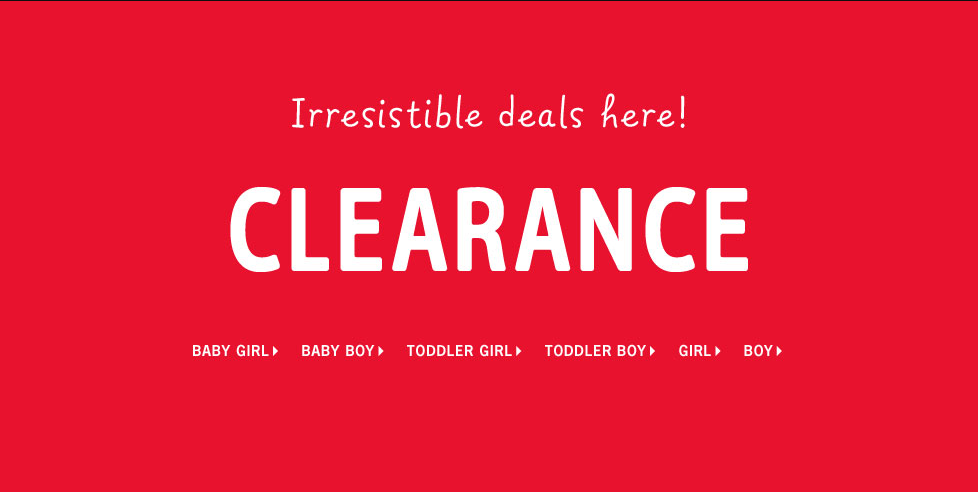 Irresistible deals here!
CLEARANCE
BABY GIRL BABY BOY TODDLER GIRL TODDLER BOY GIRL BOY